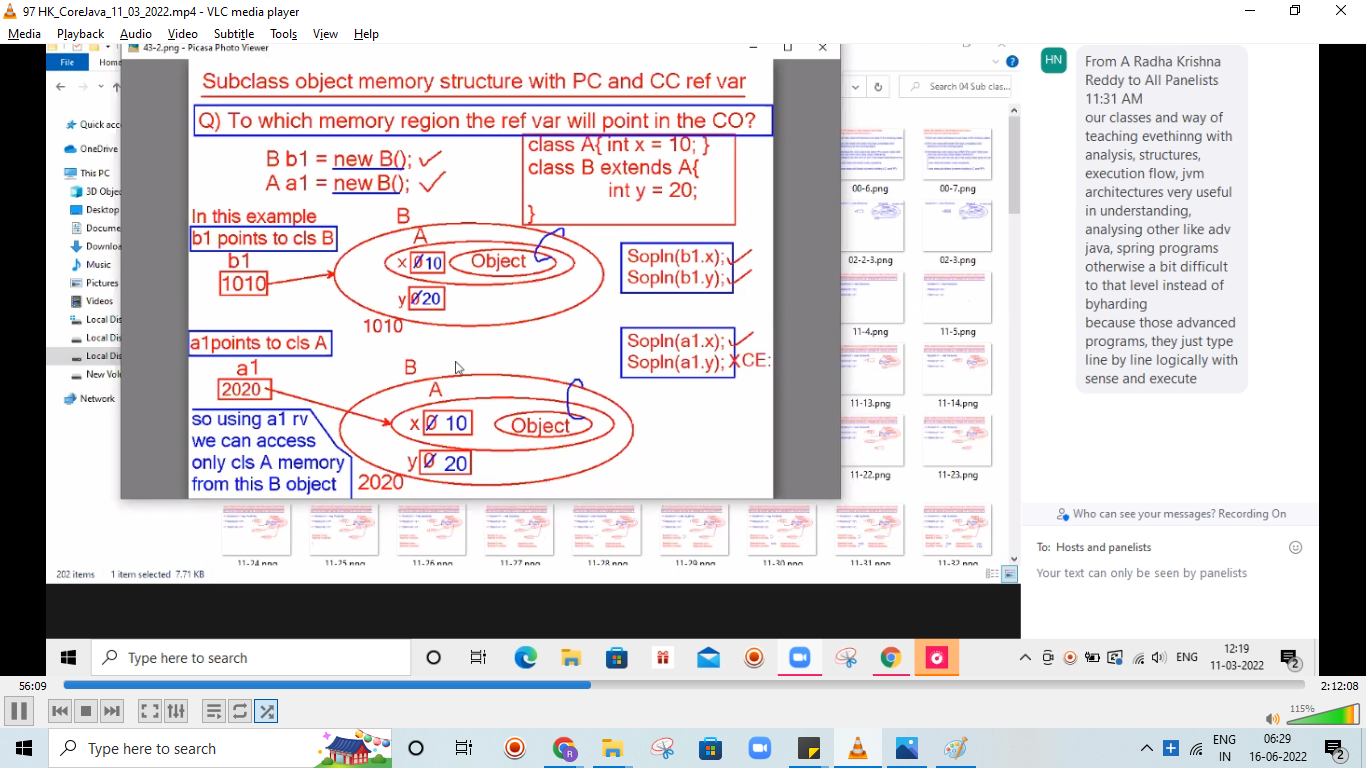 97 HK_CoreJava_11_03_2022.mp4 - VLC media player
Media Playback Audio Video Subtitle Tools View Help
43-2.png - Picasa Photo Viewer
File Home
Search 04 Sub clas...
Quick acc
OneDrive
This PC
3D Objec
Desktop
Docume
Downloa
Music
Pictures
Videos
Local Dis
Local Dis
Local Dis
New Volu
Network
Subclass object memory structure with PC and CC ref var
Q) To which memory region the ref var will point in the CO?
B b1 = new B();
A a1 = new B();
class A{ int x = 10; }
class B extends A{
int y = 20;
}
In this example
b1 points to cls B
b1
1010
B
A
x 0 10
Object
y 0 20
1010
Sopln(b1.x);
Sopln(b1.y);
a1points to cls A
a1
2020
B
A
x 0 10
Object
y 0 20
2020
Sopln(a1.x);
Sopln(a1.y); XCE:
so using a1 rv
we can access
only cls A memory
from this B object
00-6.png 00-7.png
02-2-3.png 02-3.png
11-4.png 11-5.png
11-13.png 11-14.png
11-22.png 11-23.png
11-24.png 11-25.png 11-26.png 11-27.png 11-28.png 11-29.png 11-30.png 11-31.png 11-32.png
202 items 1 item selected 7.71 KB
HN
From A Radha Krishna
Reddy to All Panelists
11:31 AM
our classes and way of
teaching evethinng with
analysis, structures,
execution flow, jvm
architectures very useful
in understanding,
analysing other like adv
java, spring programs
otherwise a bit difficult
to that level instead of
byharding
because those advanced
programs, they just type
line by line logically with
sense and execute
Who can see your messages? Recording On
To: Hosts and panelists
Your text can only be seen by panelists
Type here to search
ENG
12:19
11-03-2022
2
56:09
2:12:08
115%
Type here to search
R
ENG
IN
06:29
16-06-2022
2